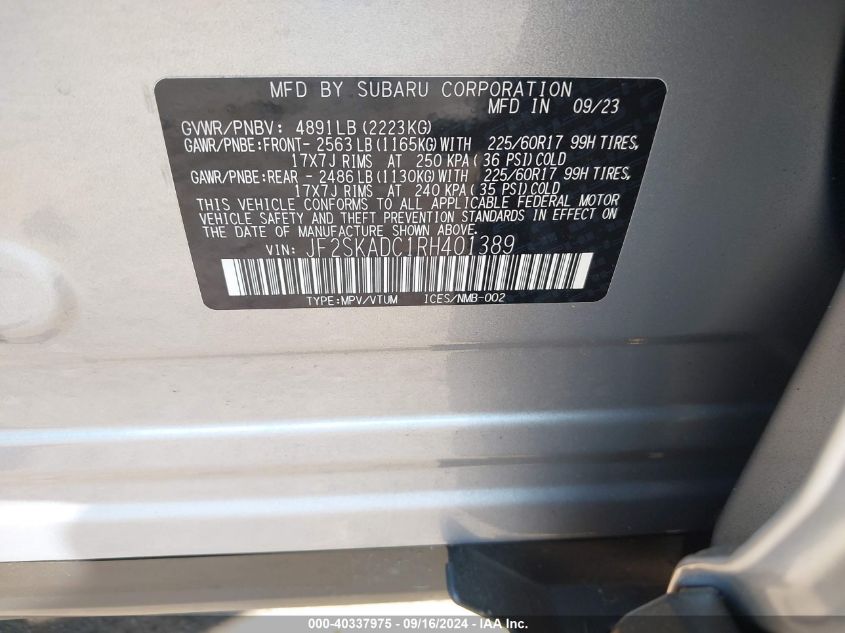 MFD BY SUBARU CORPORATION
MFD IN 09/23
GVWR/PNBV: 4891LB(2223KG)
GAWR/PNBE:FRONT- 2563LB(1165KG)WITH 225/60R17 99H TIRES,
17X7J RIMS AT 250 KPA( 36 PSI)COLD
GAWR/PNBE:REAR - 2486LB(1130KG)WITH 225/60R17 99H TIRES,
17X7J RIMS AT 240 KPA( 35 PSI)COLD
THIS VEHICLE CONFORMS TO ALL APPLICABLE FEDERAL MOTOR
VEHICLE SAFETY AND THEFT PREVENTION STANDARDS IN EFFECT ON
THE DATE OF MANUFACTURE SHOWN ABOVE.
VIN: JF2SKADC1RH401389
TYPE:MPV/VTUM ICES/NMB-002
000-40337975 - 09/16/2024 - IAA Inc.